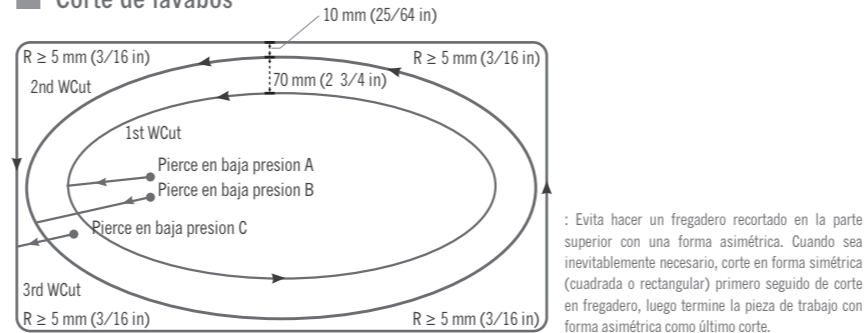 Corte de lavabos
10 mm (25/64 in)
R ≥ 5 mm (3/16 in)
R ≥ 5 mm (3/16 in)
2nd WCut
70 mm (2 3/4 in)
1st WCut
Pierce en baja presion A
Pierce en baja presion B
Pierce en baja presion C
3rd WCut
R ≥ 5 mm (3/16 in)
R ≥ 5 mm (3/16 in)
: Evita hacer un fregadero recortado en la parte
superior con una forma asimétrica. Cuando sea
inevitablemente necesario, corte en forma simétrica
(cuadrada o rectangular) primero seguido de corte
en fregadero, luego termine la pieza de trabajo con
forma asimétrica como último corte.